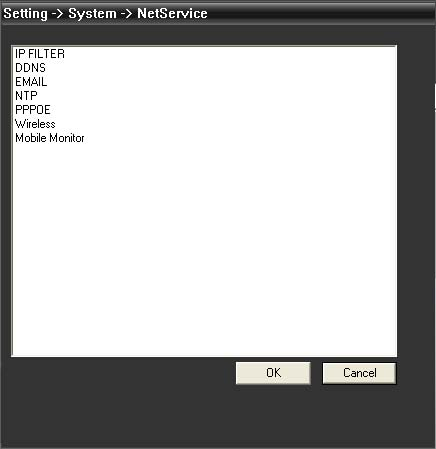 Setting -> System -> NetService
IP FILTER
DDNS
EMAIL
NTP
PPPOE
Wireless
Mobile Monitor
OK Cancel